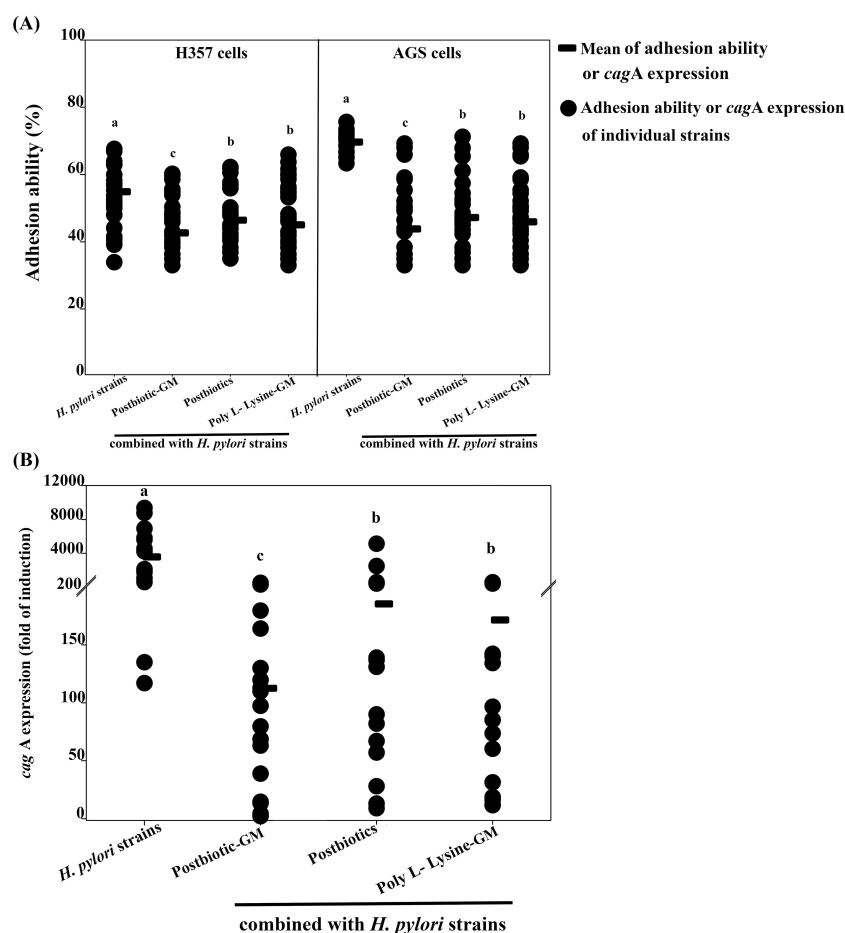 (A)
100
80
60
40
20
0
Adhesion ability (%)
H357 cells
AGS cells
a
c
b
b
a
c
b
b
Mean of adhesion ability
or cagA expression
Adhesion ability or cagA expression
of individual strains
H. pylori strains
Postbiotic-GM
Postbiotics
Poly L- Lysine-GM
H. pylori strains
Postbiotic-GM
Postbiotics
Poly L- Lysine-GM
combined with H. pylori strains
combined with H. pylori strains
(B)
12000
8000
4000
200
150
100
50
0
cag A expression (fold of induction)
a
c
b
b
H. pylori strains
Postbiotic-GM
Postbiotics
Poly L- Lysine-GM
combined with H. pylori strains